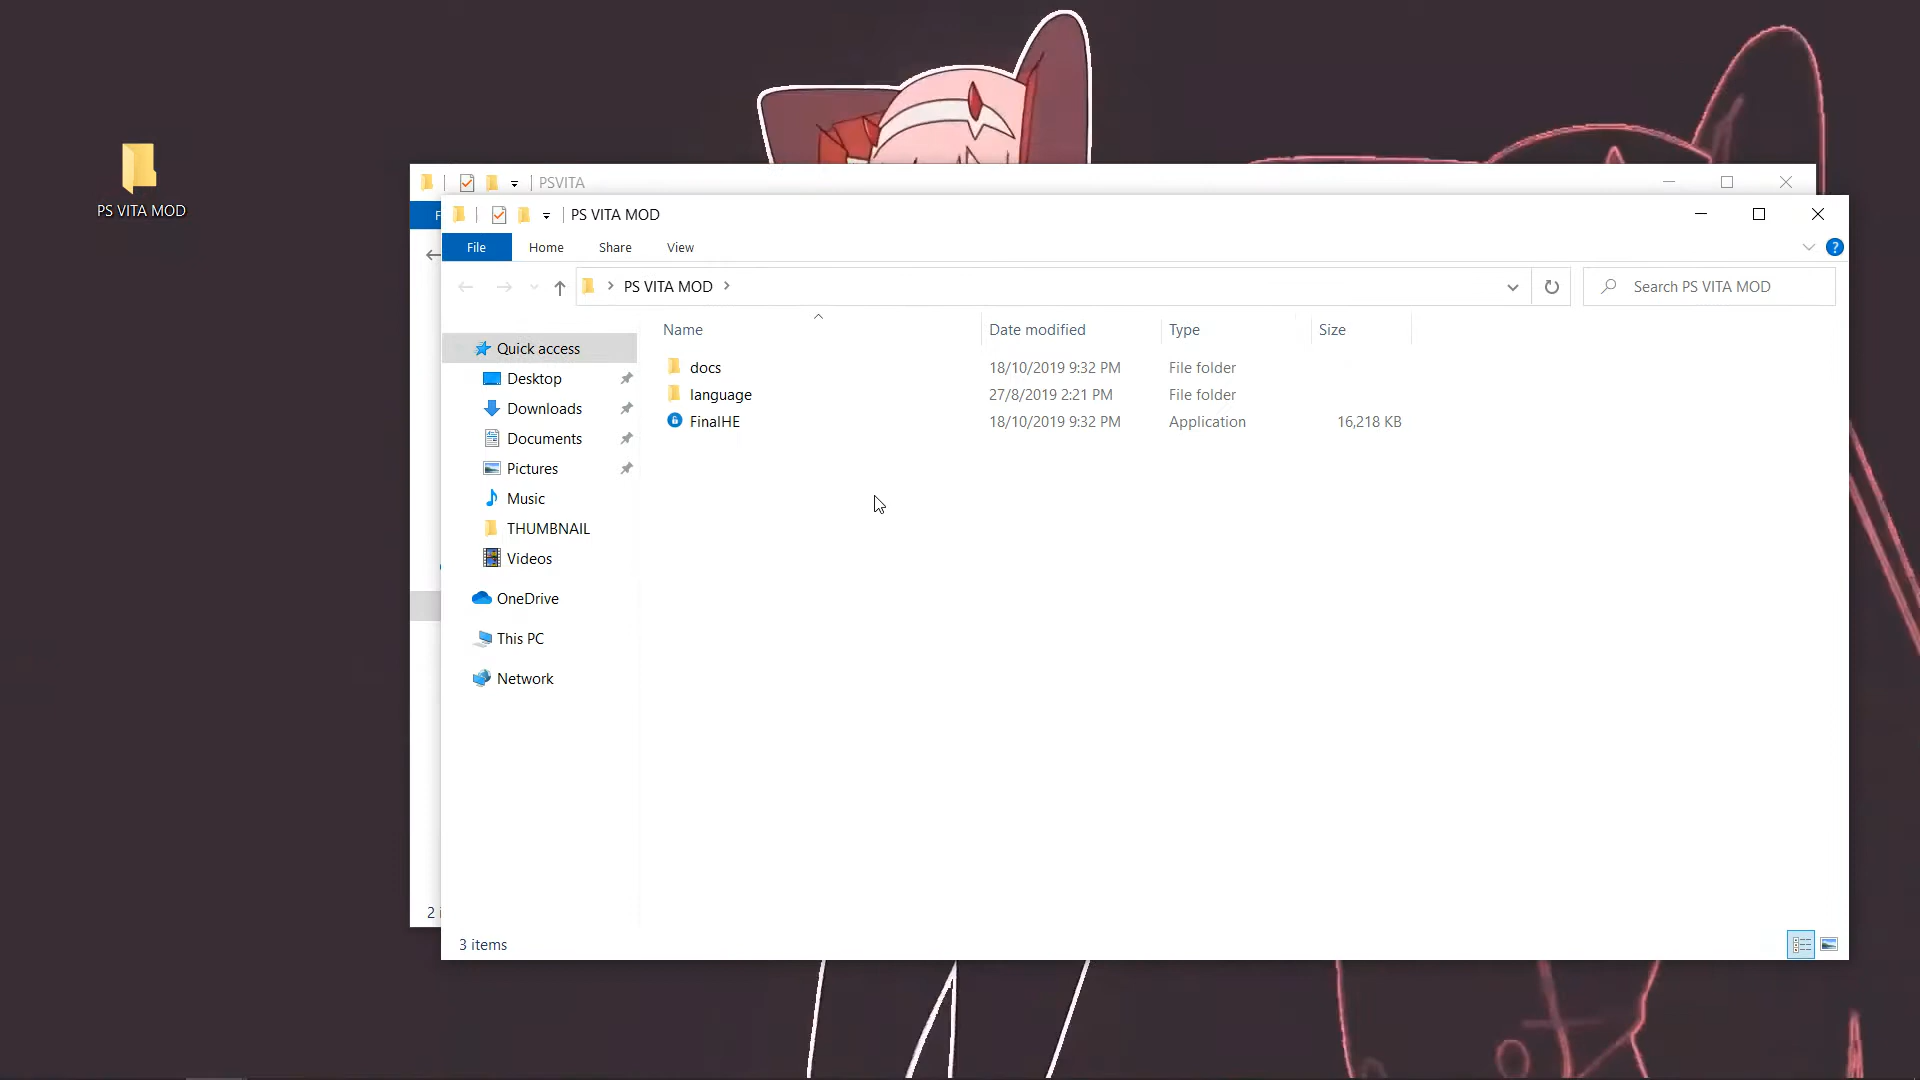 PS VITA MOD
PSVITA
PS VITA MOD
File Home Share View
PS VITA MOD
Search PS VITA MOD
Name Date modified Type Size
Quick access
Desktop
Downloads
Documents
Pictures
Music
THUMBNAIL
Videos
OneDrive
This PC
Network
docs 18/10/2019 9:32 PM File folder
language 27/8/2019 2:21 PM File folder
FinalHE 18/10/2019 9:32 PM Application 16,218 KB
2
3 items